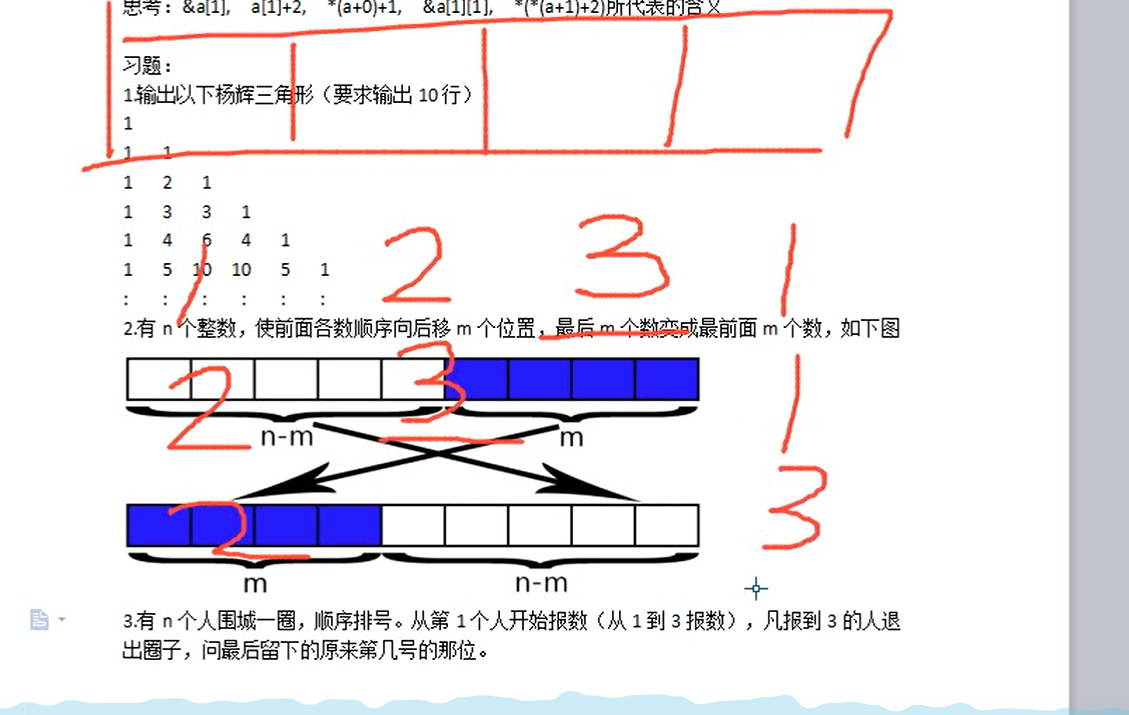 思考：&a[1], a[1]+2, *(a+0)+1, &a[1][1], *(*(a+1)+2)所代表的含义
习题：
1.输出以下杨辉三角形（要求输出 10 行）
1
1 1
1 2 1
1 3 3 1
1 4 6 4 1
1 5 10 10 5 1
: : : : : :
1 2 3 1
2.有 n 个整数，使前面各数顺序向后移 m 个位置，最后 m 个数变成最前面 m 个数，如下图
2 3 1
n-m m
2 3
m n-m
3.有 n 个人围城一圈，顺序排号。从第 1 个人开始报数（从 1 到 3 报数），凡报到 3 的人退
出圈子，问最后留下的原来第几号的那位。